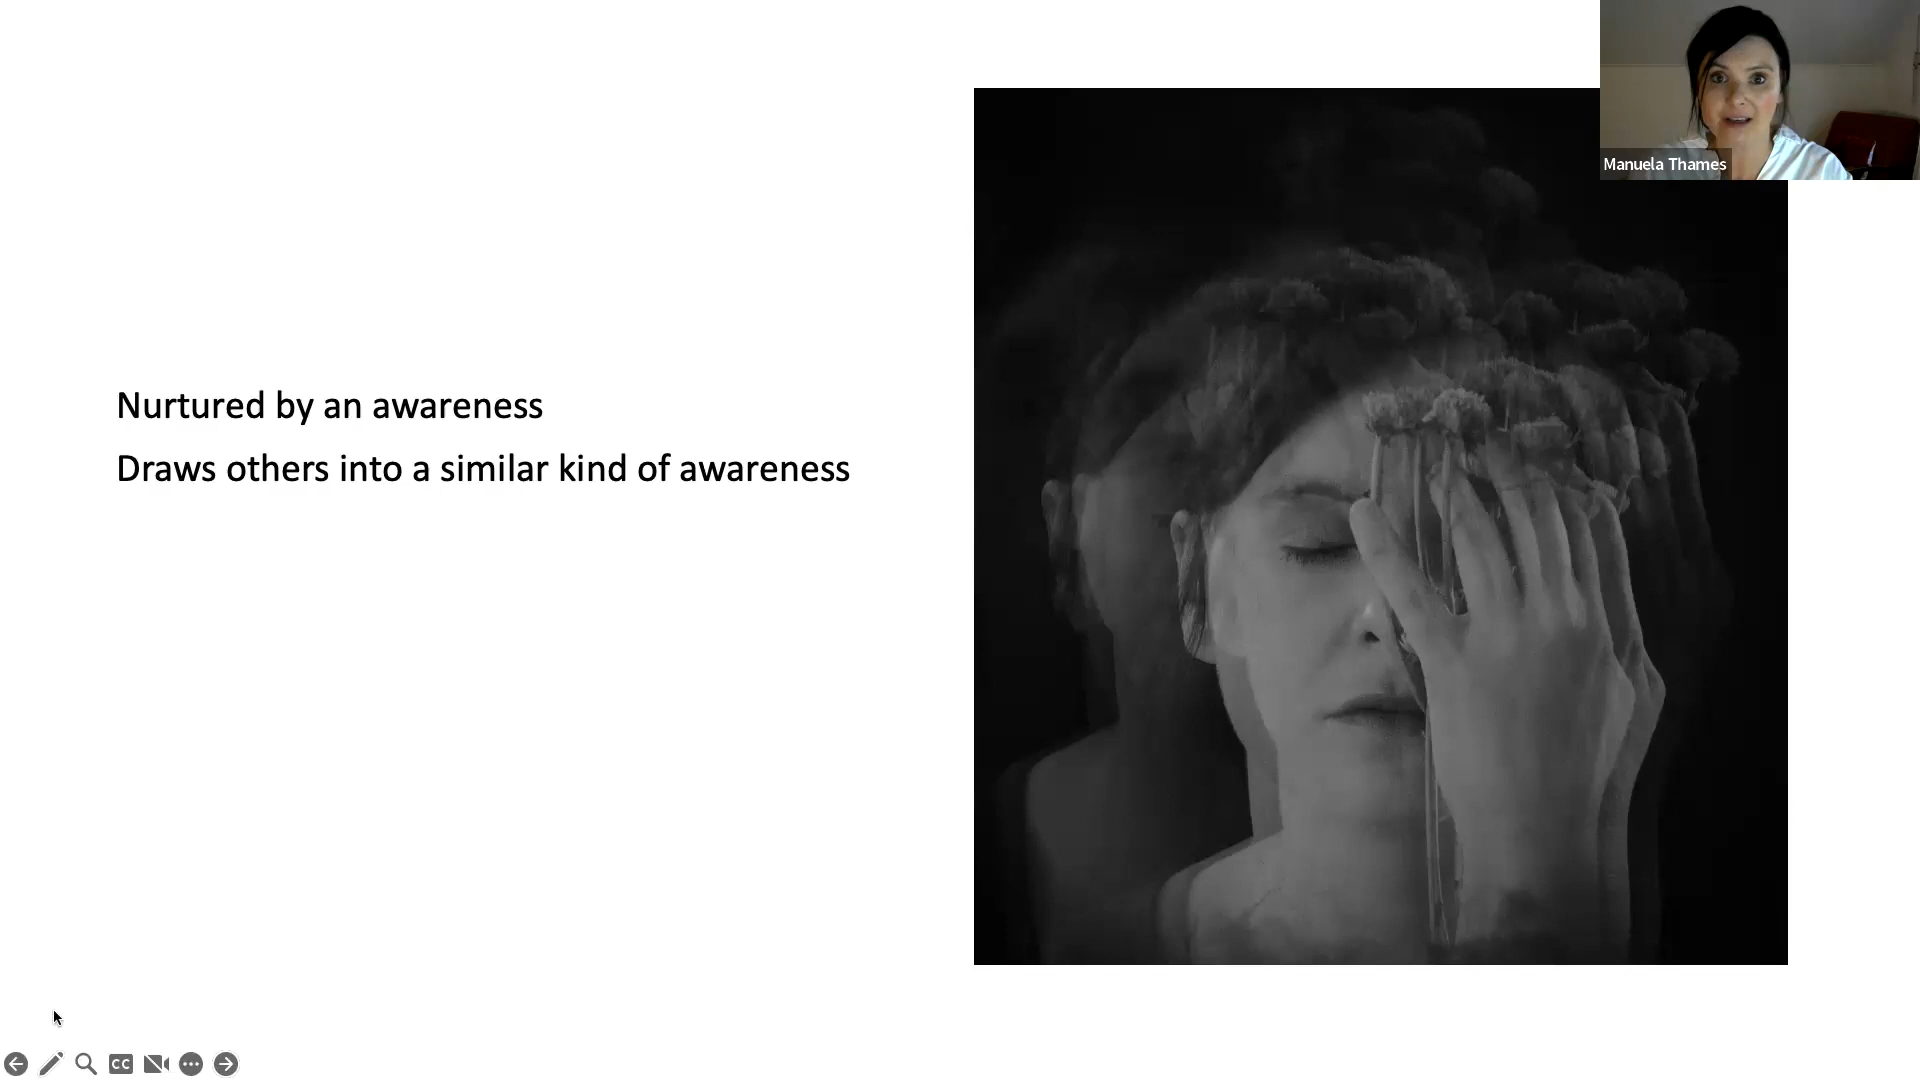 Manuela Thames
Nurtured by an awareness
Draws others into a similar kind of awareness
CC